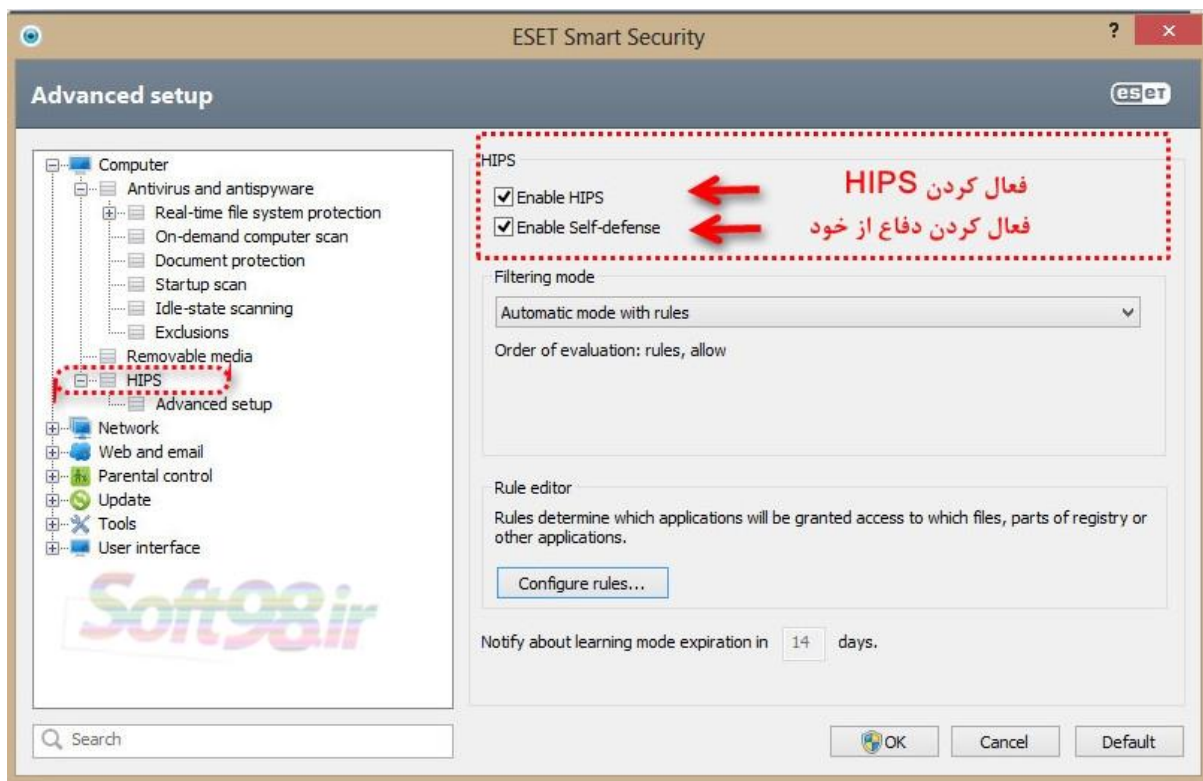 ESET Smart Security
?
Advanced setup
eset
Computer
Antivirus and antispyware
Real-time file system protection
On-demand computer scan
Document protection
Startup scan
Idle-state scanning
Exclusions
Removable media
HIPS
Advanced setup
Network
Web and email
Parental control
Update
Tools
User interface
Soft98.ir
Search
HIPS
Enable HIPS
فعال کردن HIPS
Enable Self-defense
فعال کردن دفاع از خود
Filtering mode
Automatic mode with rules
Order of evaluation: rules, allow
Rule editor
Rules determine which applications will be granted access to which files, parts of registry or
other applications.
Configure rules...
Notify about learning mode expiration in 14 days.
OK Cancel Default